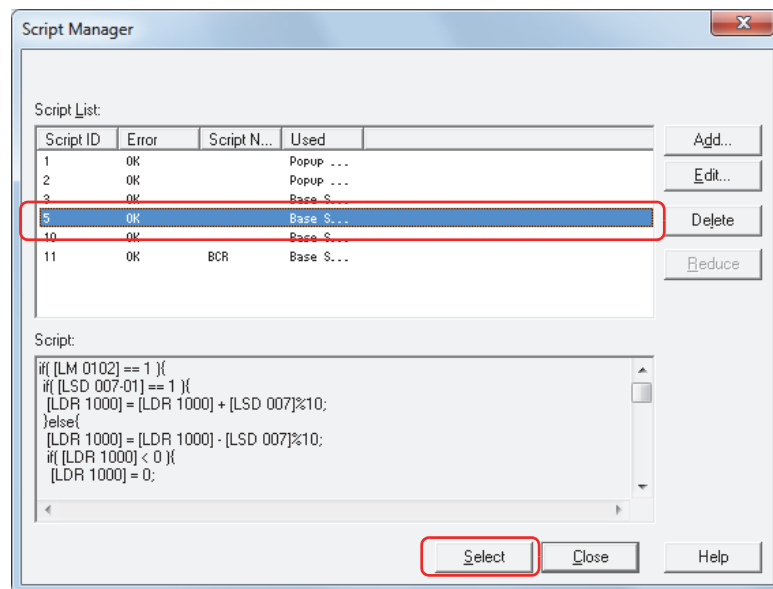 Script Manager
Script List:
Script ID Error Script N... Used
1 OK Popup ...
2 OK Popup ...
3 OK Base S...
5 OK Base S...
10 OK Base S...
11 OK BCR Base S...
Add...
Edit...
Delete
Reduce
Script:
if( [LM 0102] == 1 ){
if( [LSD 007-01] == 1 ){
[LDR 1000] = [LDR 1000] + [LSD 007]%10;
}else{
[LDR 1000] = [LDR 1000] - [LSD 007]%10;
if( [LDR 1000] < 0 ){
[LDR 1000] = 0;
Select Close Help